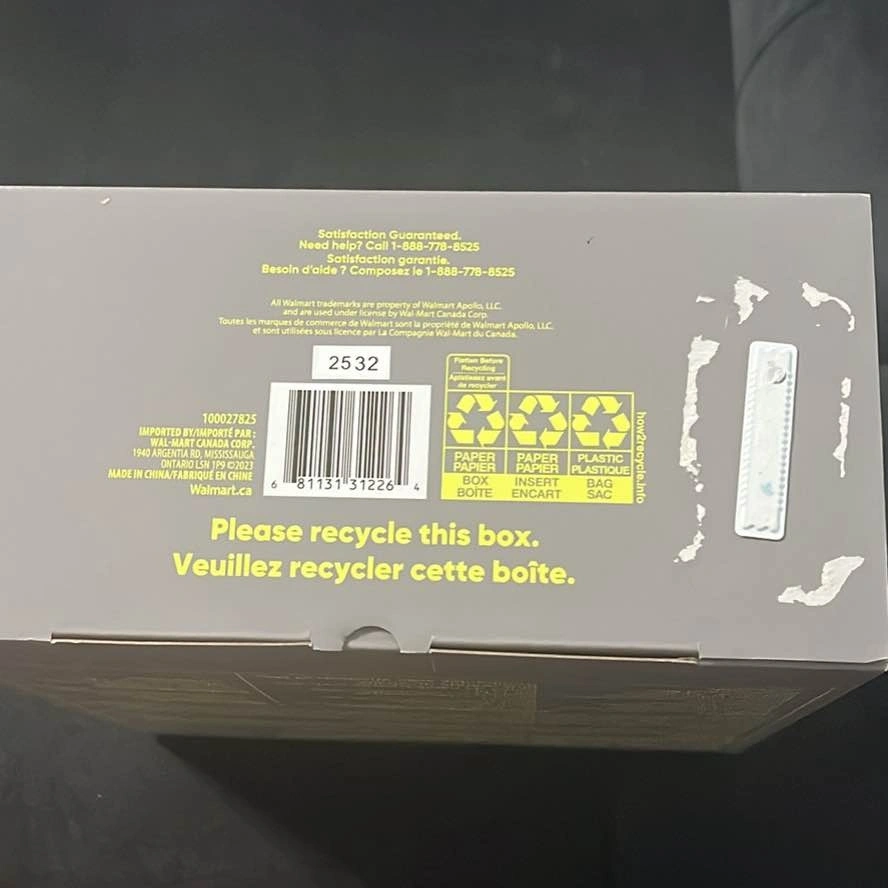 Satisfaction Guaranteed.
Need help? Call 1-888-778-8525
Satisfaction garantie.
Besoin d'aide ? Composez le 1-888-778-8525
All Walmart trademarks are property of Walmart Apollo, LLC,
and are used under license by Wal-Mart Canada Corp.
Toutes les marques de commerce de Walmart sont la propriété de Walmart Apollo, LLC,
et sont utilisées sous licence par La Compagnie Wal-Mart du Canada.
2532
100027825
IMPORTED BY/IMPORTÉ PAR :
WAL-MART CANADA CORP
1940 ARGENTIA RD, MISSISSAUGA
ONTARIO L5N 1P9 ©2023
MADE IN CHINA/FABRIQUÉ EN CHINE
Walmart.ca
6 81131 31226 4
Flatten Before
Recycling
Aplatissez avant
de recycler
PAPER PAPER PLASTIC
PAPIER PAPIER PLASTIQUE
BOX INSERT BAG
BOÎTE ENCART SAC
how2recycle.info
Please recycle this box.
Veuillez recycler cette boîte.